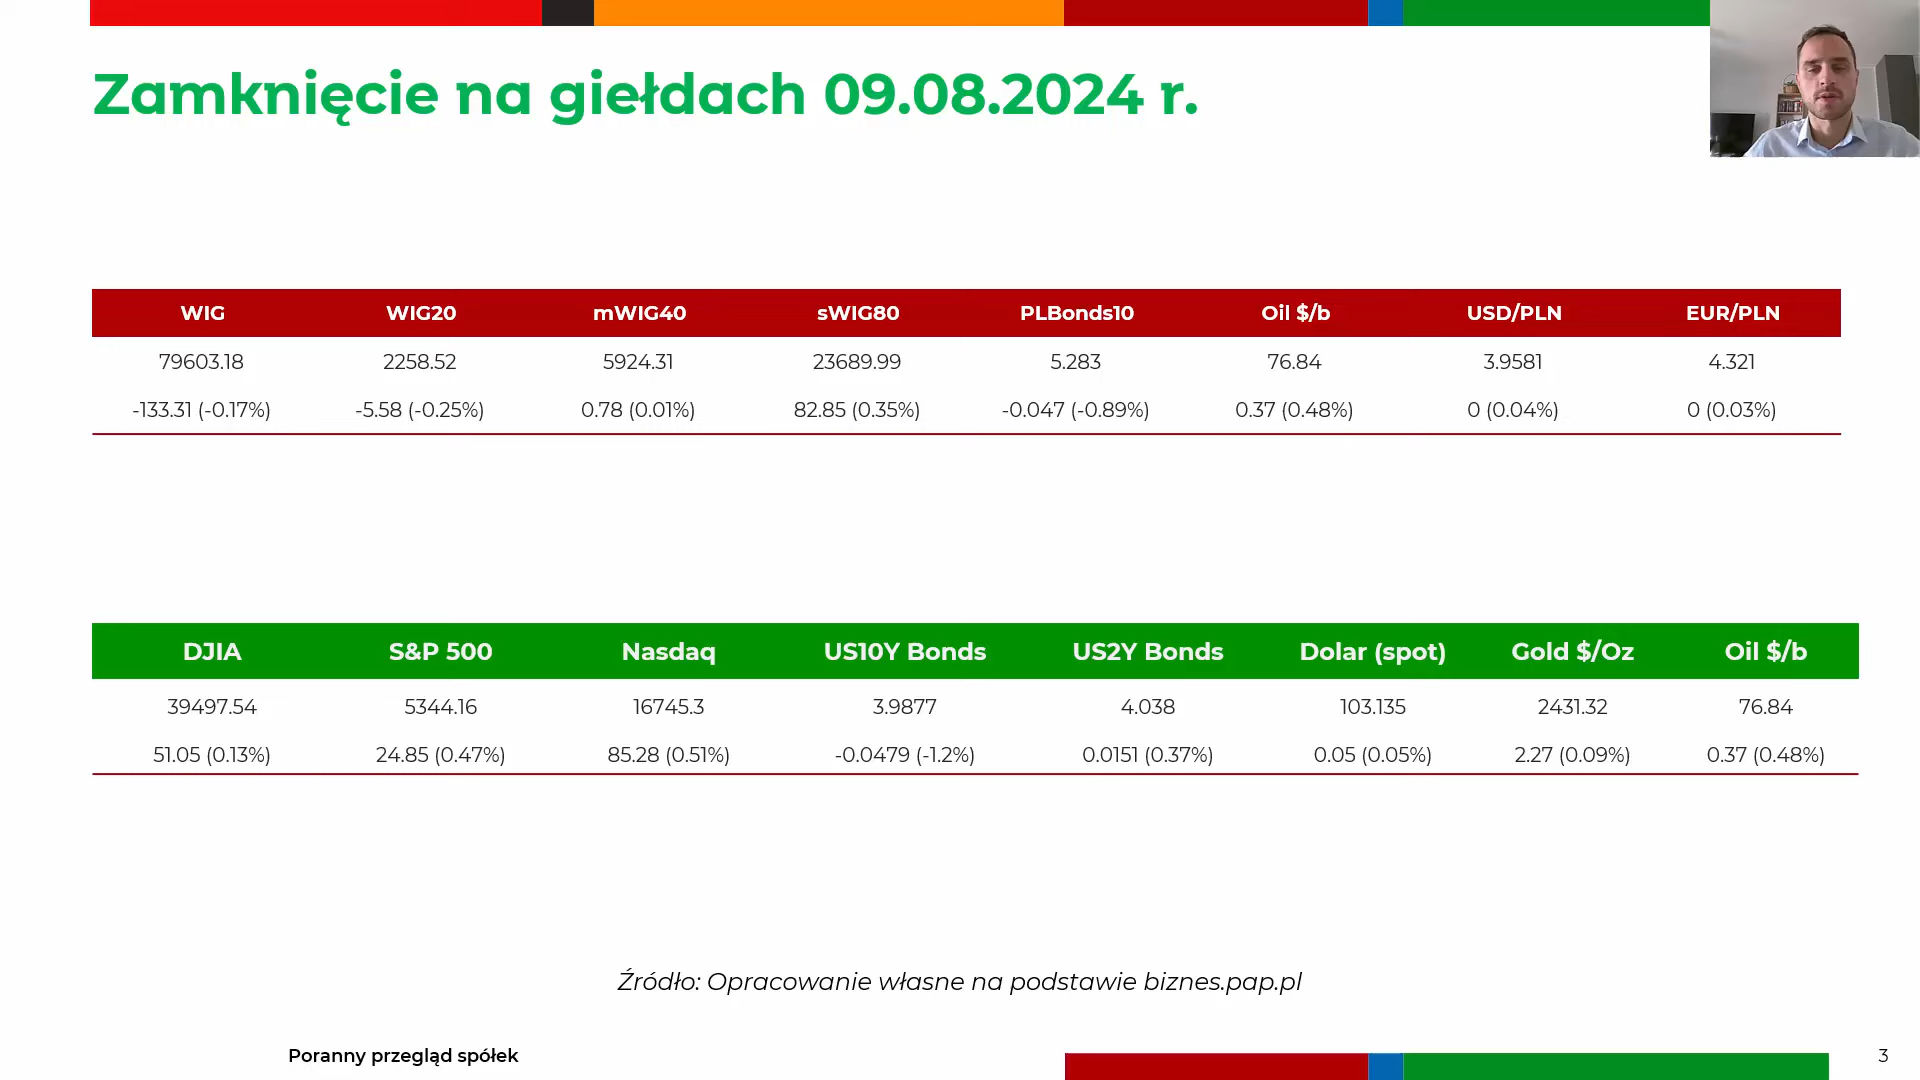 Zamknięcie na giełdach 09.08.2024 r.
WIG WIG20 mWIG40 sWIG80 PLBonds10 Oil $/b USD/PLN EUR/PLN
79603.18 2258.52 5924.31 23689.99 5.283 76.84 3.9581 4.321
-133.31 (-0.17%) -5.58 (-0.25%) 0.78 (0.01%) 82.85 (0.35%) -0.047 (-0.89%) 0.37 (0.48%) 0 (0.04%) 0 (0.03%)
DJIA S&P 500 Nasdaq US10Y Bonds US2Y Bonds Dolar (spot) Gold $/Oz Oil $/b
39497.54 5344.16 16745.3 3.9877 4.038 103.135 2431.32 76.84
51.05 (0.13%) 24.85 (0.47%) 85.28 (0.51%) -0.0479 (-1.2%) 0.0151 (0.37%) 0.05 (0.05%) 2.27 (0.09%) 0.37 (0.48%)
Źródło: Opracowanie własne na podstawie biznes.pap.pl
Poranny przegląd spółek 3